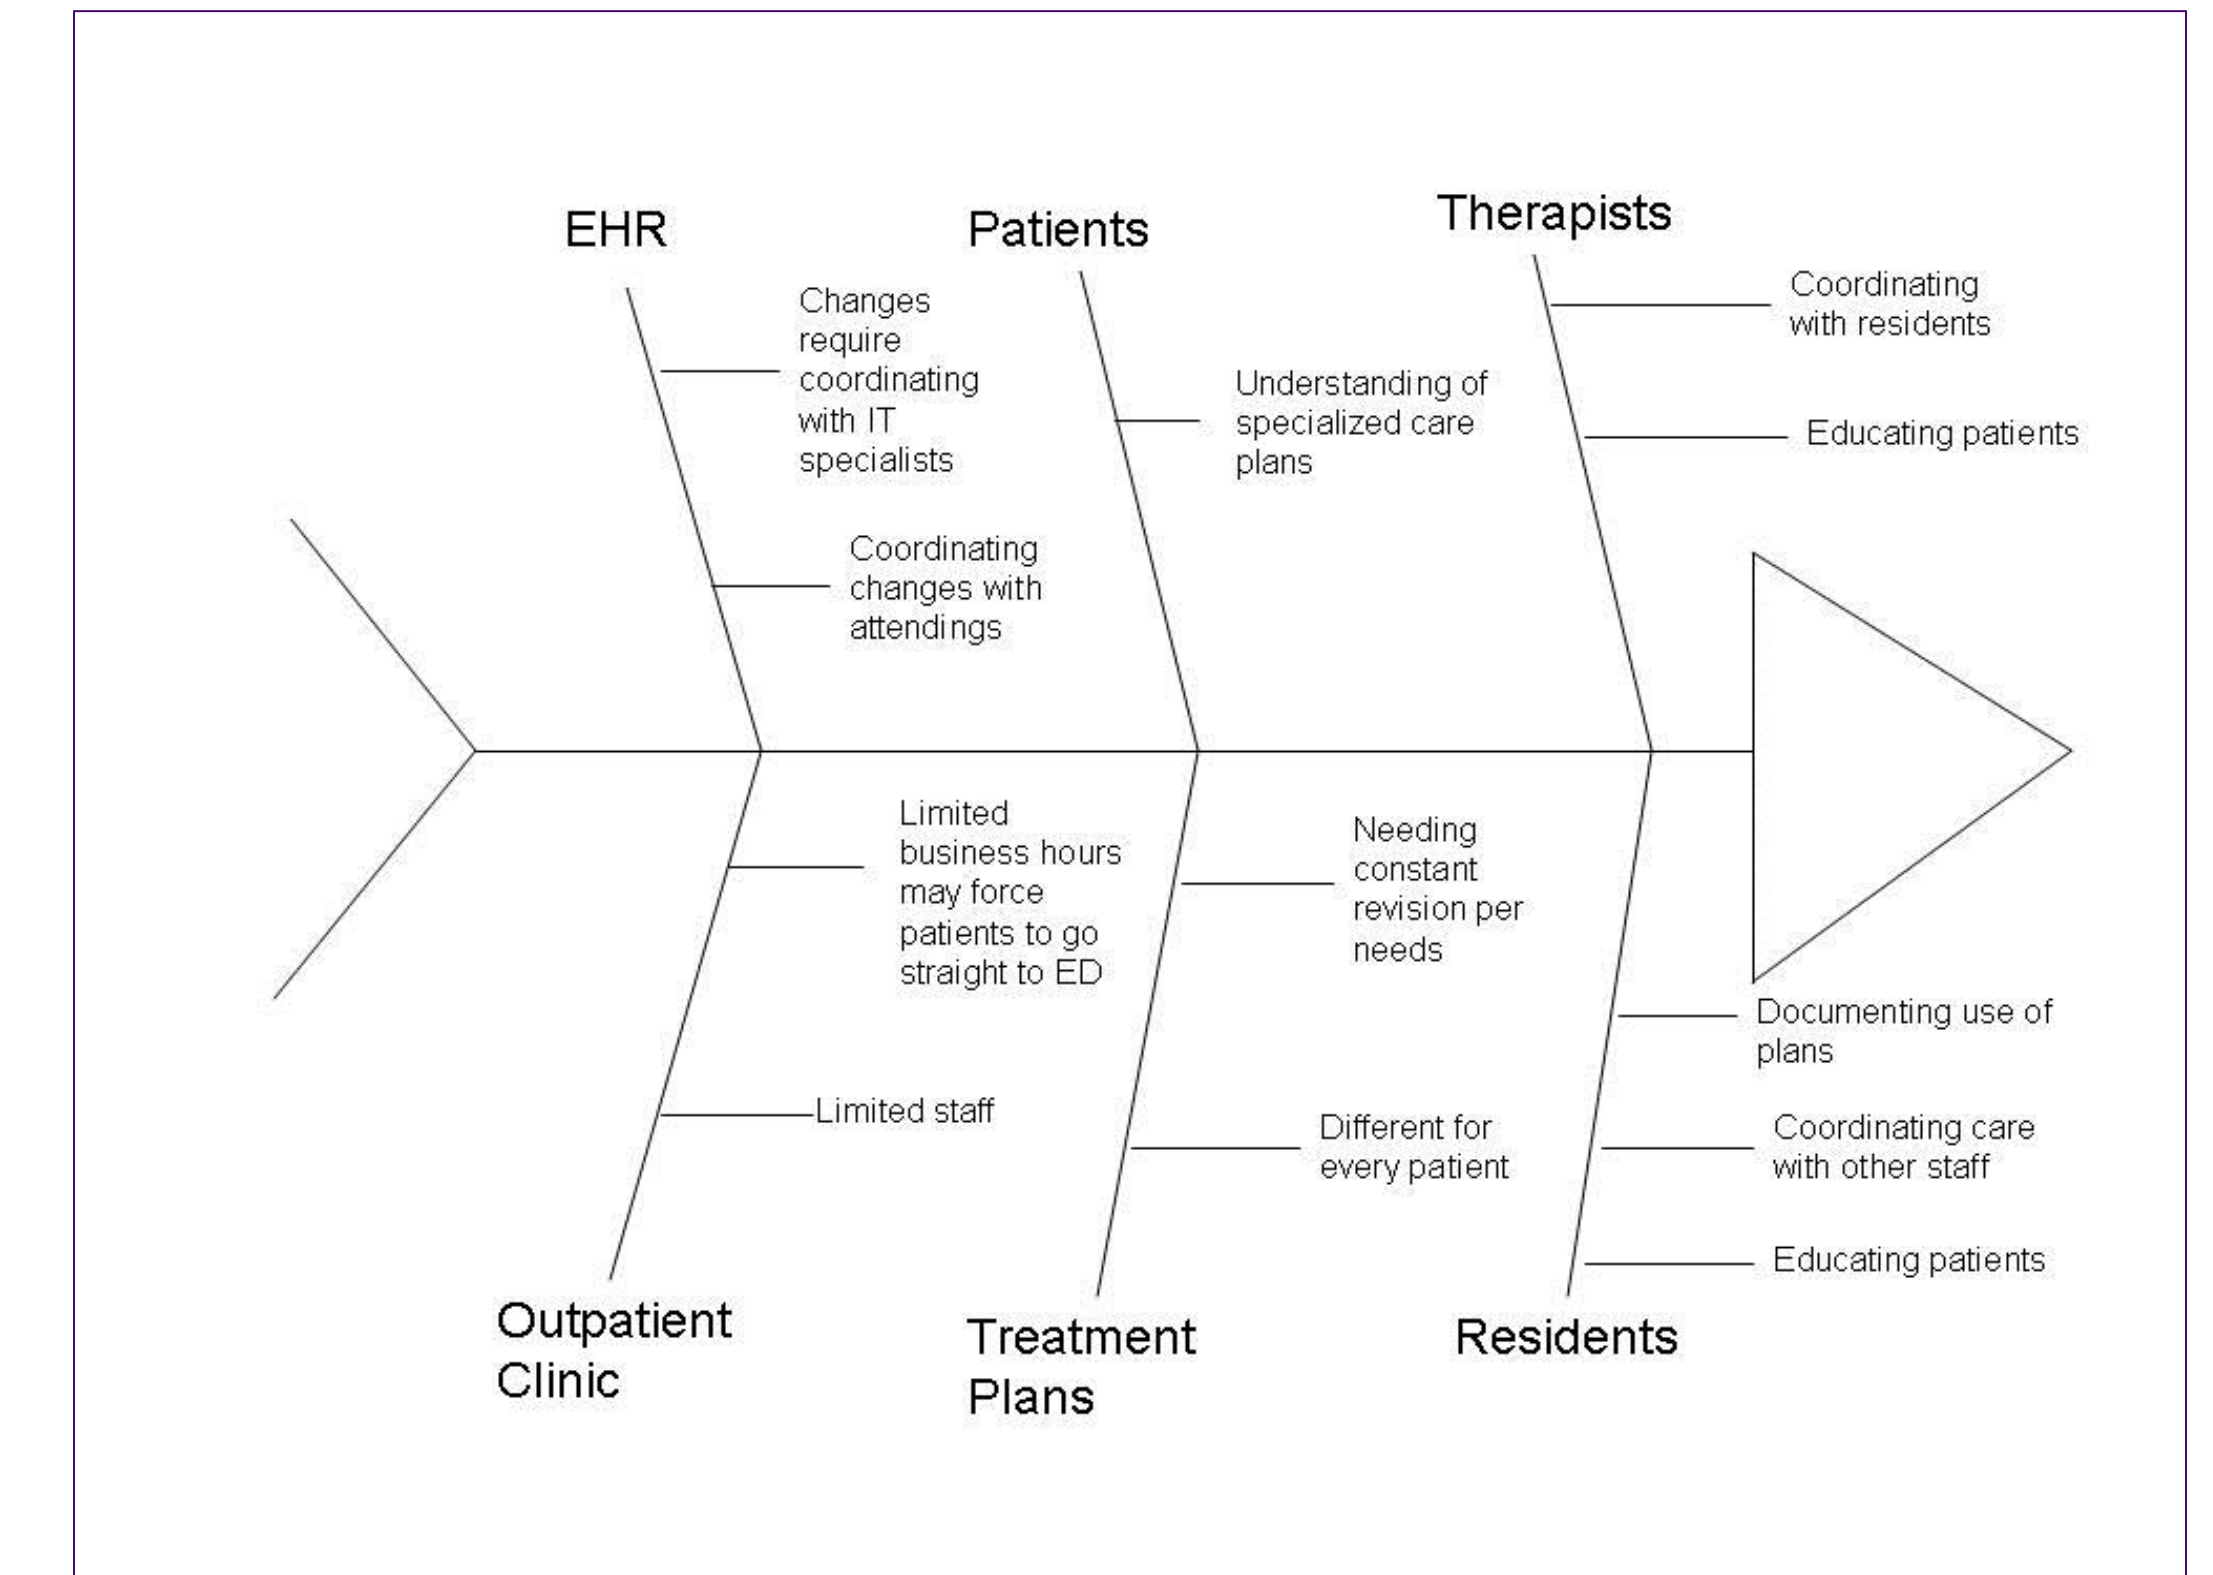 EHR
Patients
Therapists
Changes
require
coordinating
with IT
specialists
Coordinating
changes with
attendings
Understanding of
specialized care
plans
Coordinating
with residents
Educating patients
Limited
business hours
may force
patients to go
straight to ED
Limited staff
Needing
constant
revision per
needs
Different for
every patient
Documenting use of
plans
Coordinating care
with other staff
Educating patients
Outpatient
Clinic
Treatment
Plans
Residents